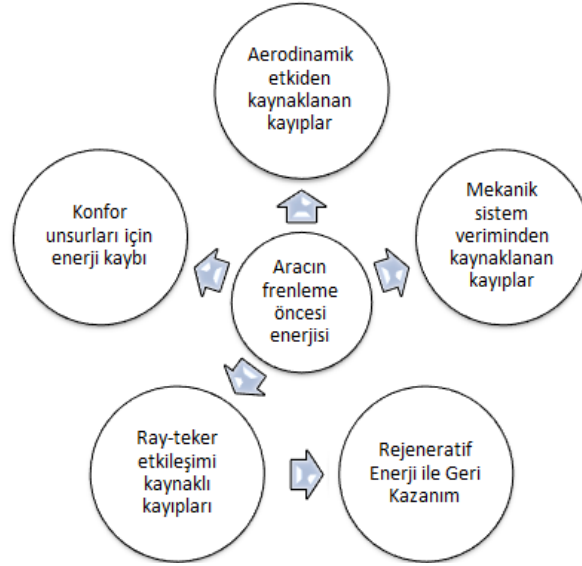 Aerodinamik
etkiden
kaynaklanan
kayıplar
Konfor
unsurları için
enerji kaybı
Mekanik
sistem
veriminden
kaynaklanan
kayıplar
Aracın
frenleme
öncesi
enerjisi
Ray-teker
etkileşimi
kaynaklı
kayıpları
Rejeneratif
Enerji ile Geri
Kazanım